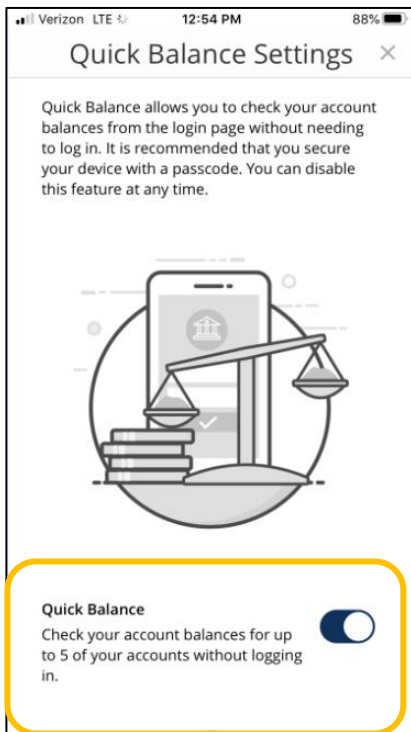 Verizon LTE 12:54 PM 88%
Quick Balance Settings ×
Quick Balance allows you to check your account
balances from the login page without needing
to log in. It is recommended that you secure
your device with a passcode. You can disable
this feature at any time.
Quick Balance
Check your account balances for up
to 5 of your accounts without logging
in.